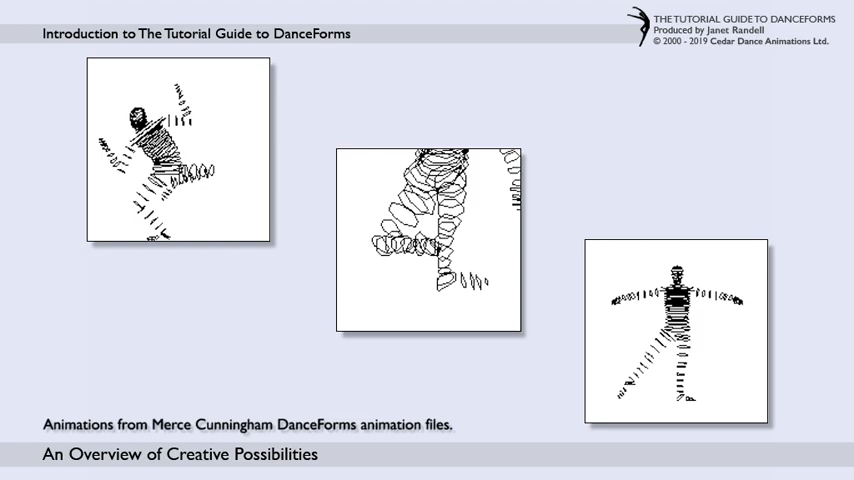 Introduction to The Tutorial Guide to DanceForms
THE TUTORIAL GUIDE TO DANCEFORMS
Produced by Janet Randell
© 2000 - 2019 Cedar Dance Animations Ltd.
Animations from Merce Cunningham DanceForms animation files.
An Overview of Creative Possibilities